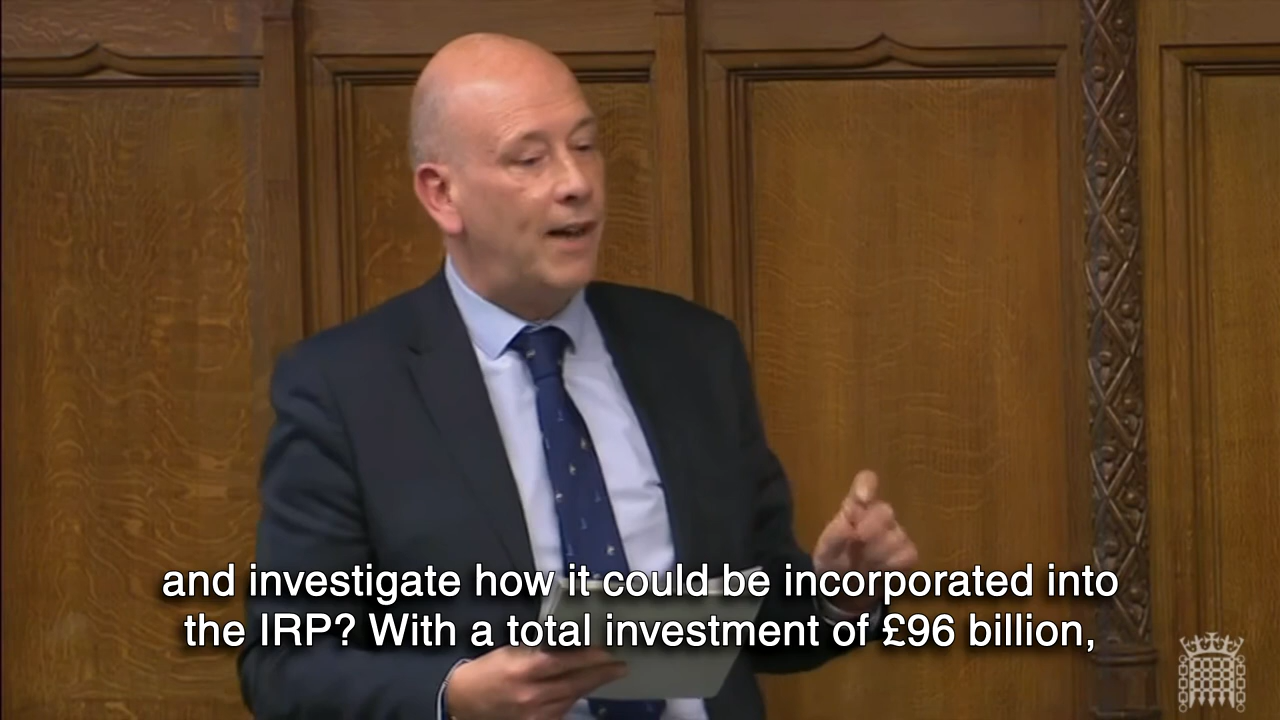 and investigate how it could be incorporated into
the IRP? With a total investment of £96 billion,